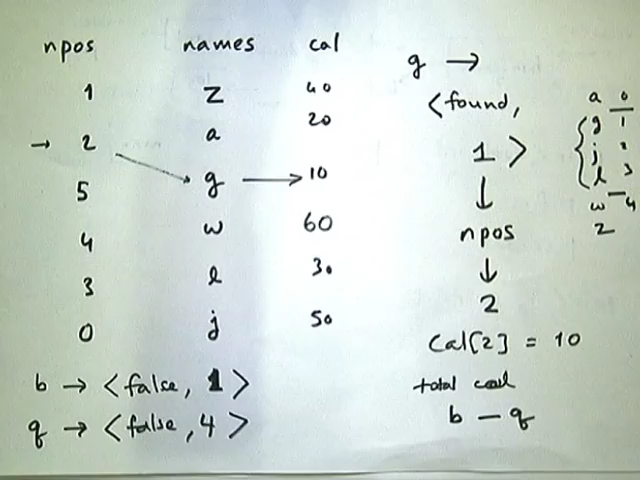 npos names cal
1 Z 40
2 a 20
→ 2 → g → 10
5 w 60
4 l 30
3 j 50
0
b → <false, 1>
q → <false, 4>
g →
<found,
1 >
↓
npos
↓
2
Cal[2] = 10
total cal
b – q
a 0
g 1
j
l 3
w 4
Z